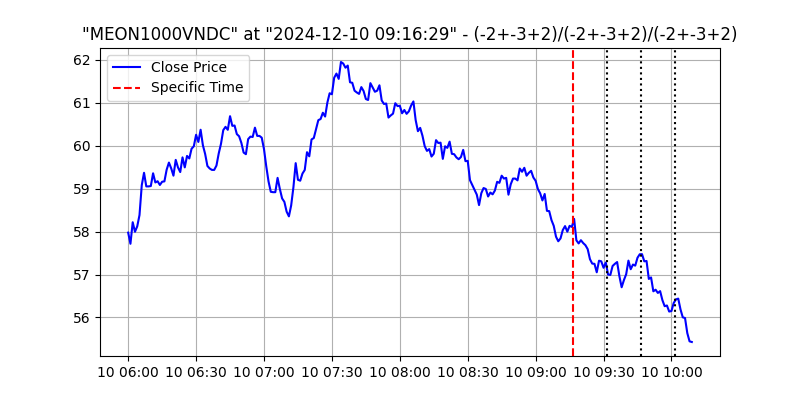 "MEON1000VNDC" at "2024-12-10 09:16:29" - (-2+-3+2)/(-2+-3+2)/(-2+-3+2)
Close Price
Specific Time
62
61
60
59
58
57
56
10 06:00 10 06:30 10 07:00 10 07:30 10 08:00 10 08:30 10 09:00 10 09:30 10 10:00